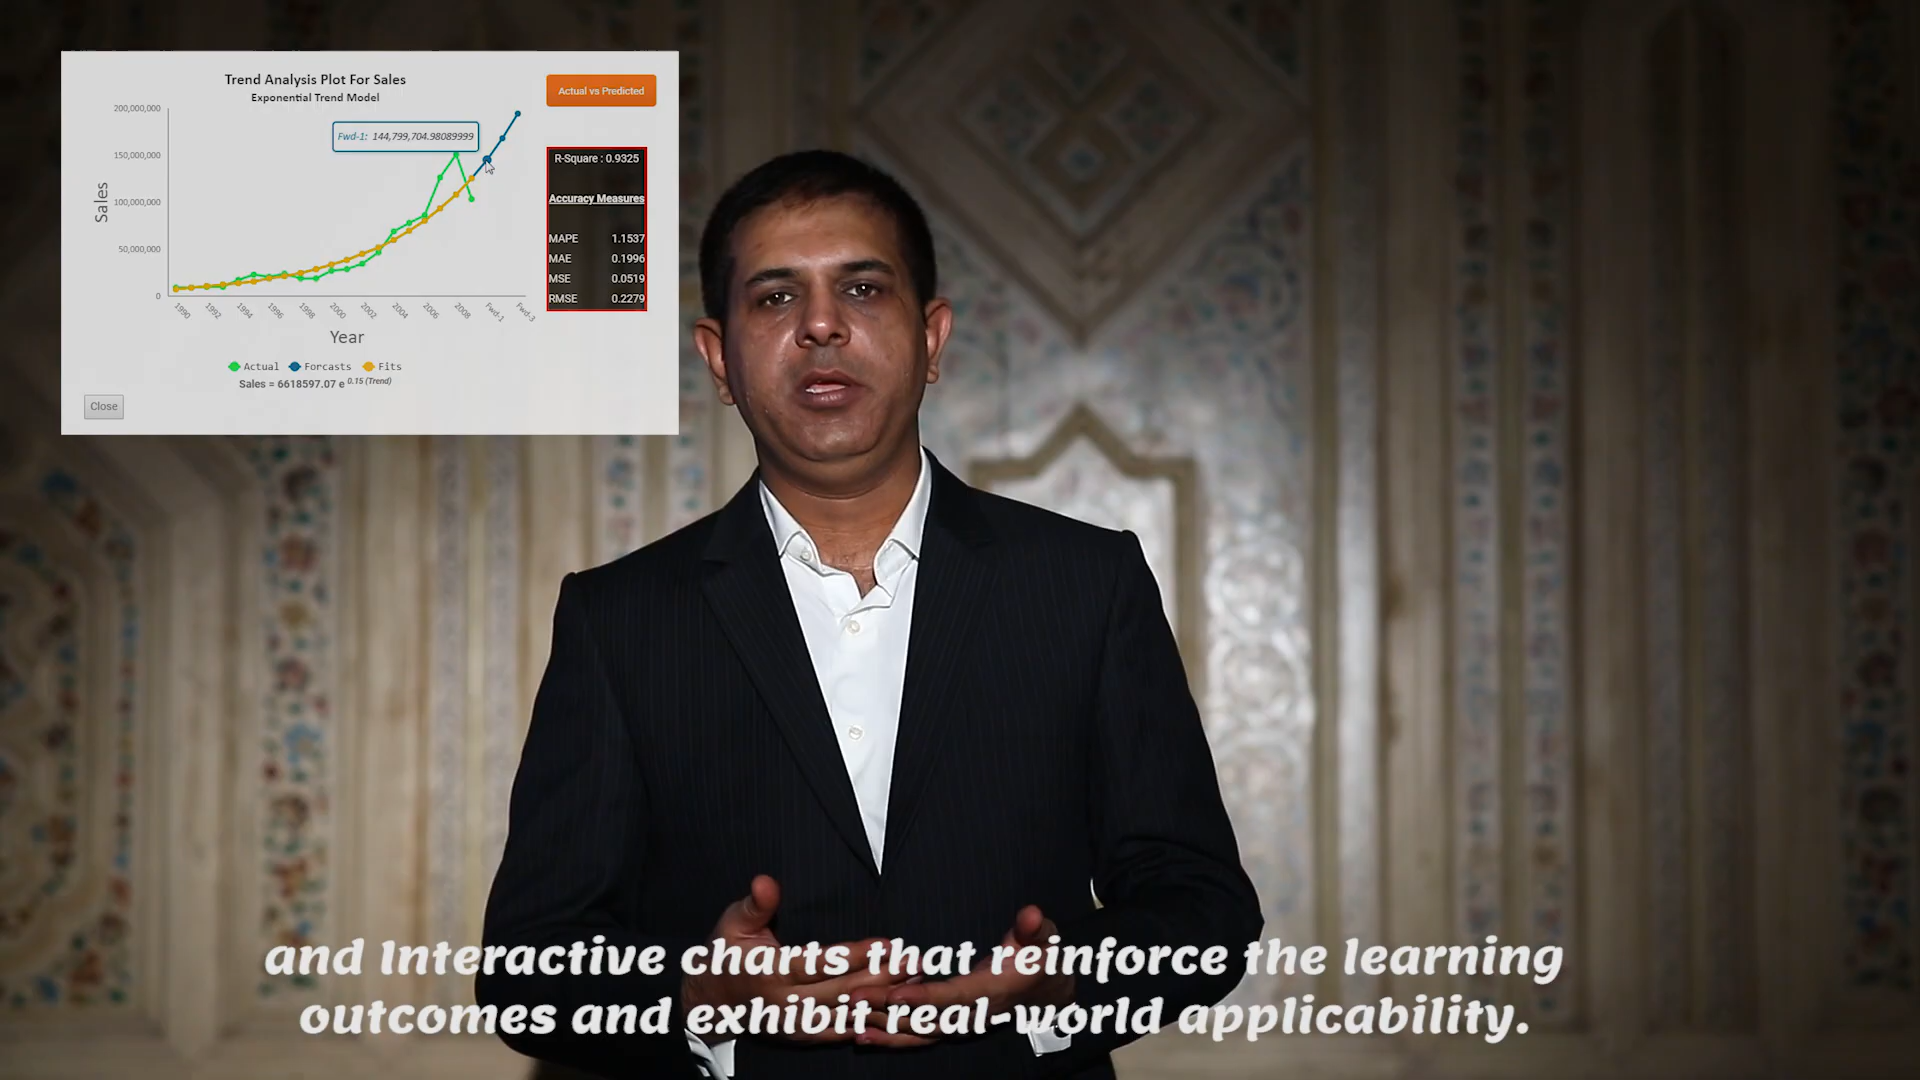 Trend Analysis Plot For Sales
Exponential Trend Model
Actual vs Predicted
200,000,000
150,000,000
100,000,000
50,000,000
0
Sales
Fwd-1: 144,799,704.98089999
1990 1992 1994 1996 1998 2000 2002 2004 2006 2008 Fwd-1 Fwd-3
Year
Actual Forcasts Fits
Sales = 6618597.07 e 0.15 (Trend)
Close
R-Square : 0.9325
Accuracy Measures
MAPE 1.1537
MAE 0.1996
MSE 0.0519
RMSE 0.2279
and Interactive charts that reinforce the learning
outcomes and exhibit real-world applicability.